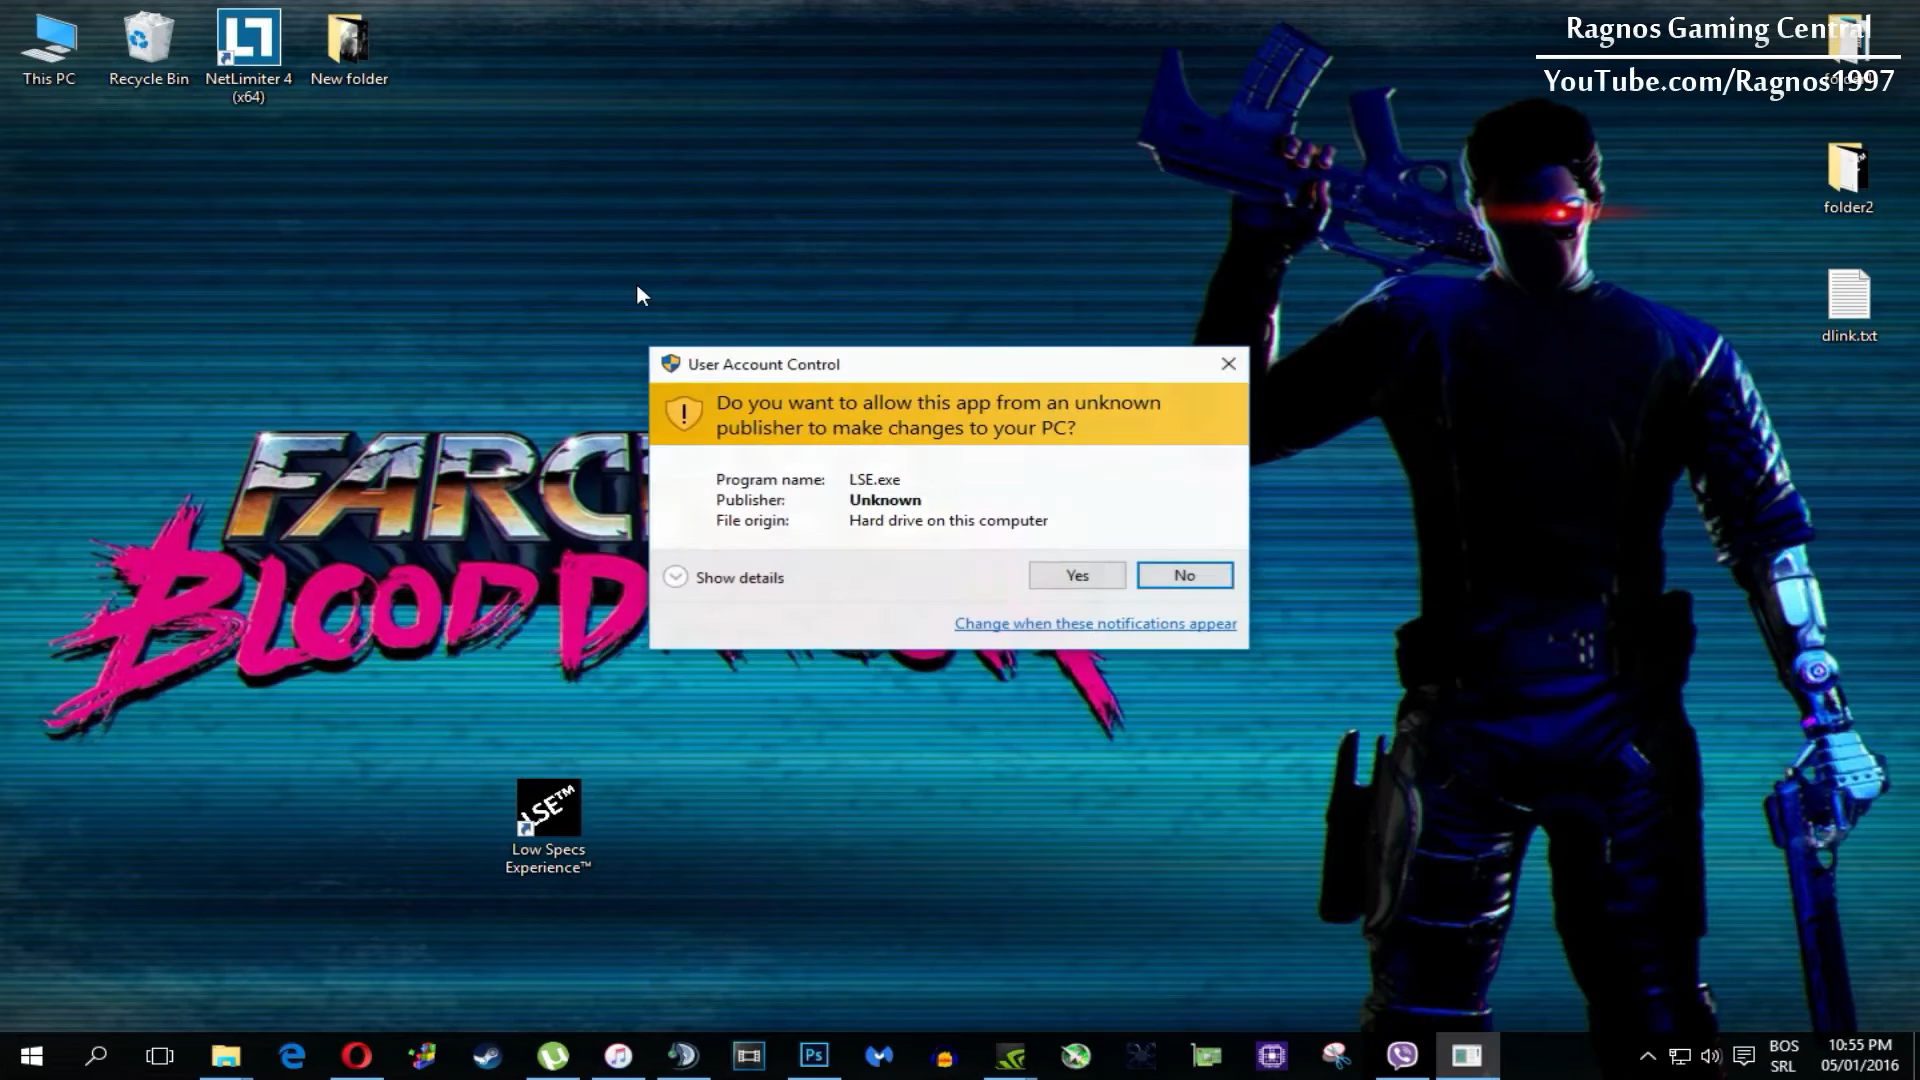 Ragnos Gaming Central
YouTube.com/Ragnos1997
This PC
Recycle Bin
NetLimiter 4
(x64)
New folder
folder2
dlink.txt
User Account Control
Do you want to allow this app from an unknown
publisher to make changes to your PC?
Program name: LSE.exe
Publisher: Unknown
File origin: Hard drive on this computer
Show details
Yes
No
Change when these notifications appear
FARC
BLOOD D
LSE™
Low Specs
Experience™
Ps
BOS
SRL
10:55 PM
05/01/2016